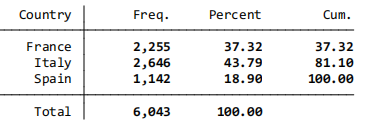 Country Freq. Percent Cum.
France 2,255 37.32 37.32
Italy 2,646 43.79 81.10
Spain 1,142 18.90 100.00
Total 6,043 100.00